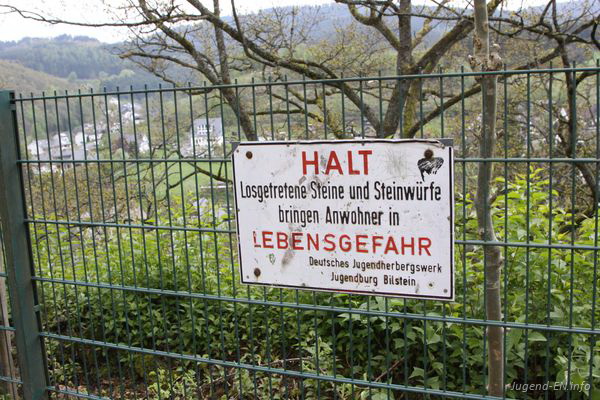 HALT
Losgetretene Steine und Steinwürfe
bringen Anwohner in
LEBENSGEFAHR
Deutsches Jugendherbergswerk
Jugendburg Bilstein
Jugend-EN.info